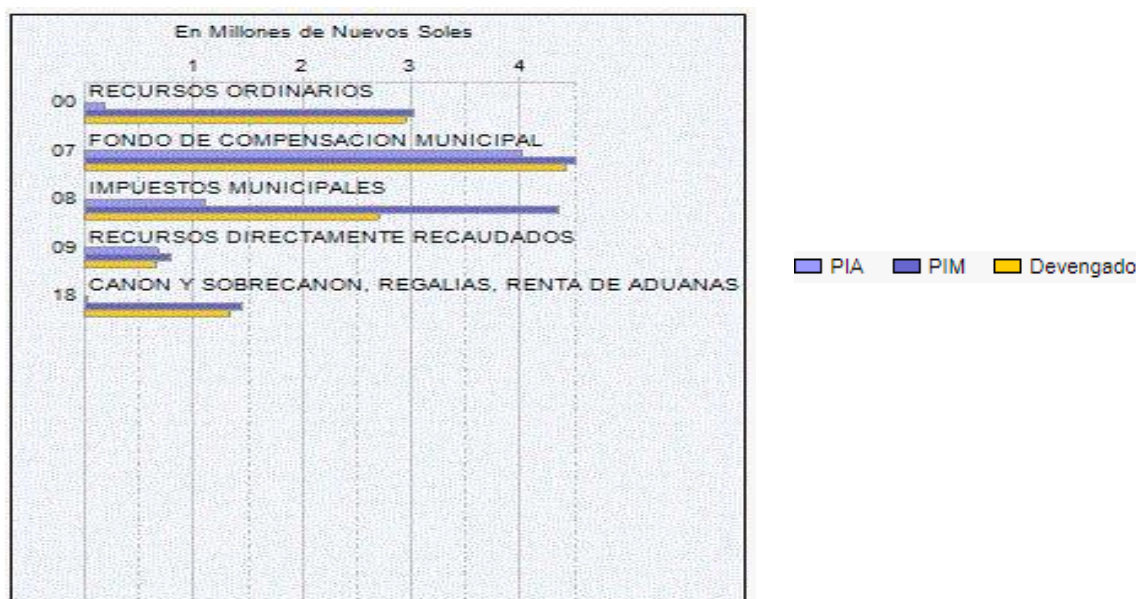 En Millones de Nuevos Soles
1 2 3 4
00 RECURSOS ORDINARIOS
07 FONDO DE COMPENSACION MUNICIPAL
08 IMPUESTOS MUNICIPALES
09 RECURSOS DIRECTAMENTE RECAUDADOS
18 CANON Y SOBRECANON, REGALIAS, RENTA DE ADUANAS
PIA PIM Devengado